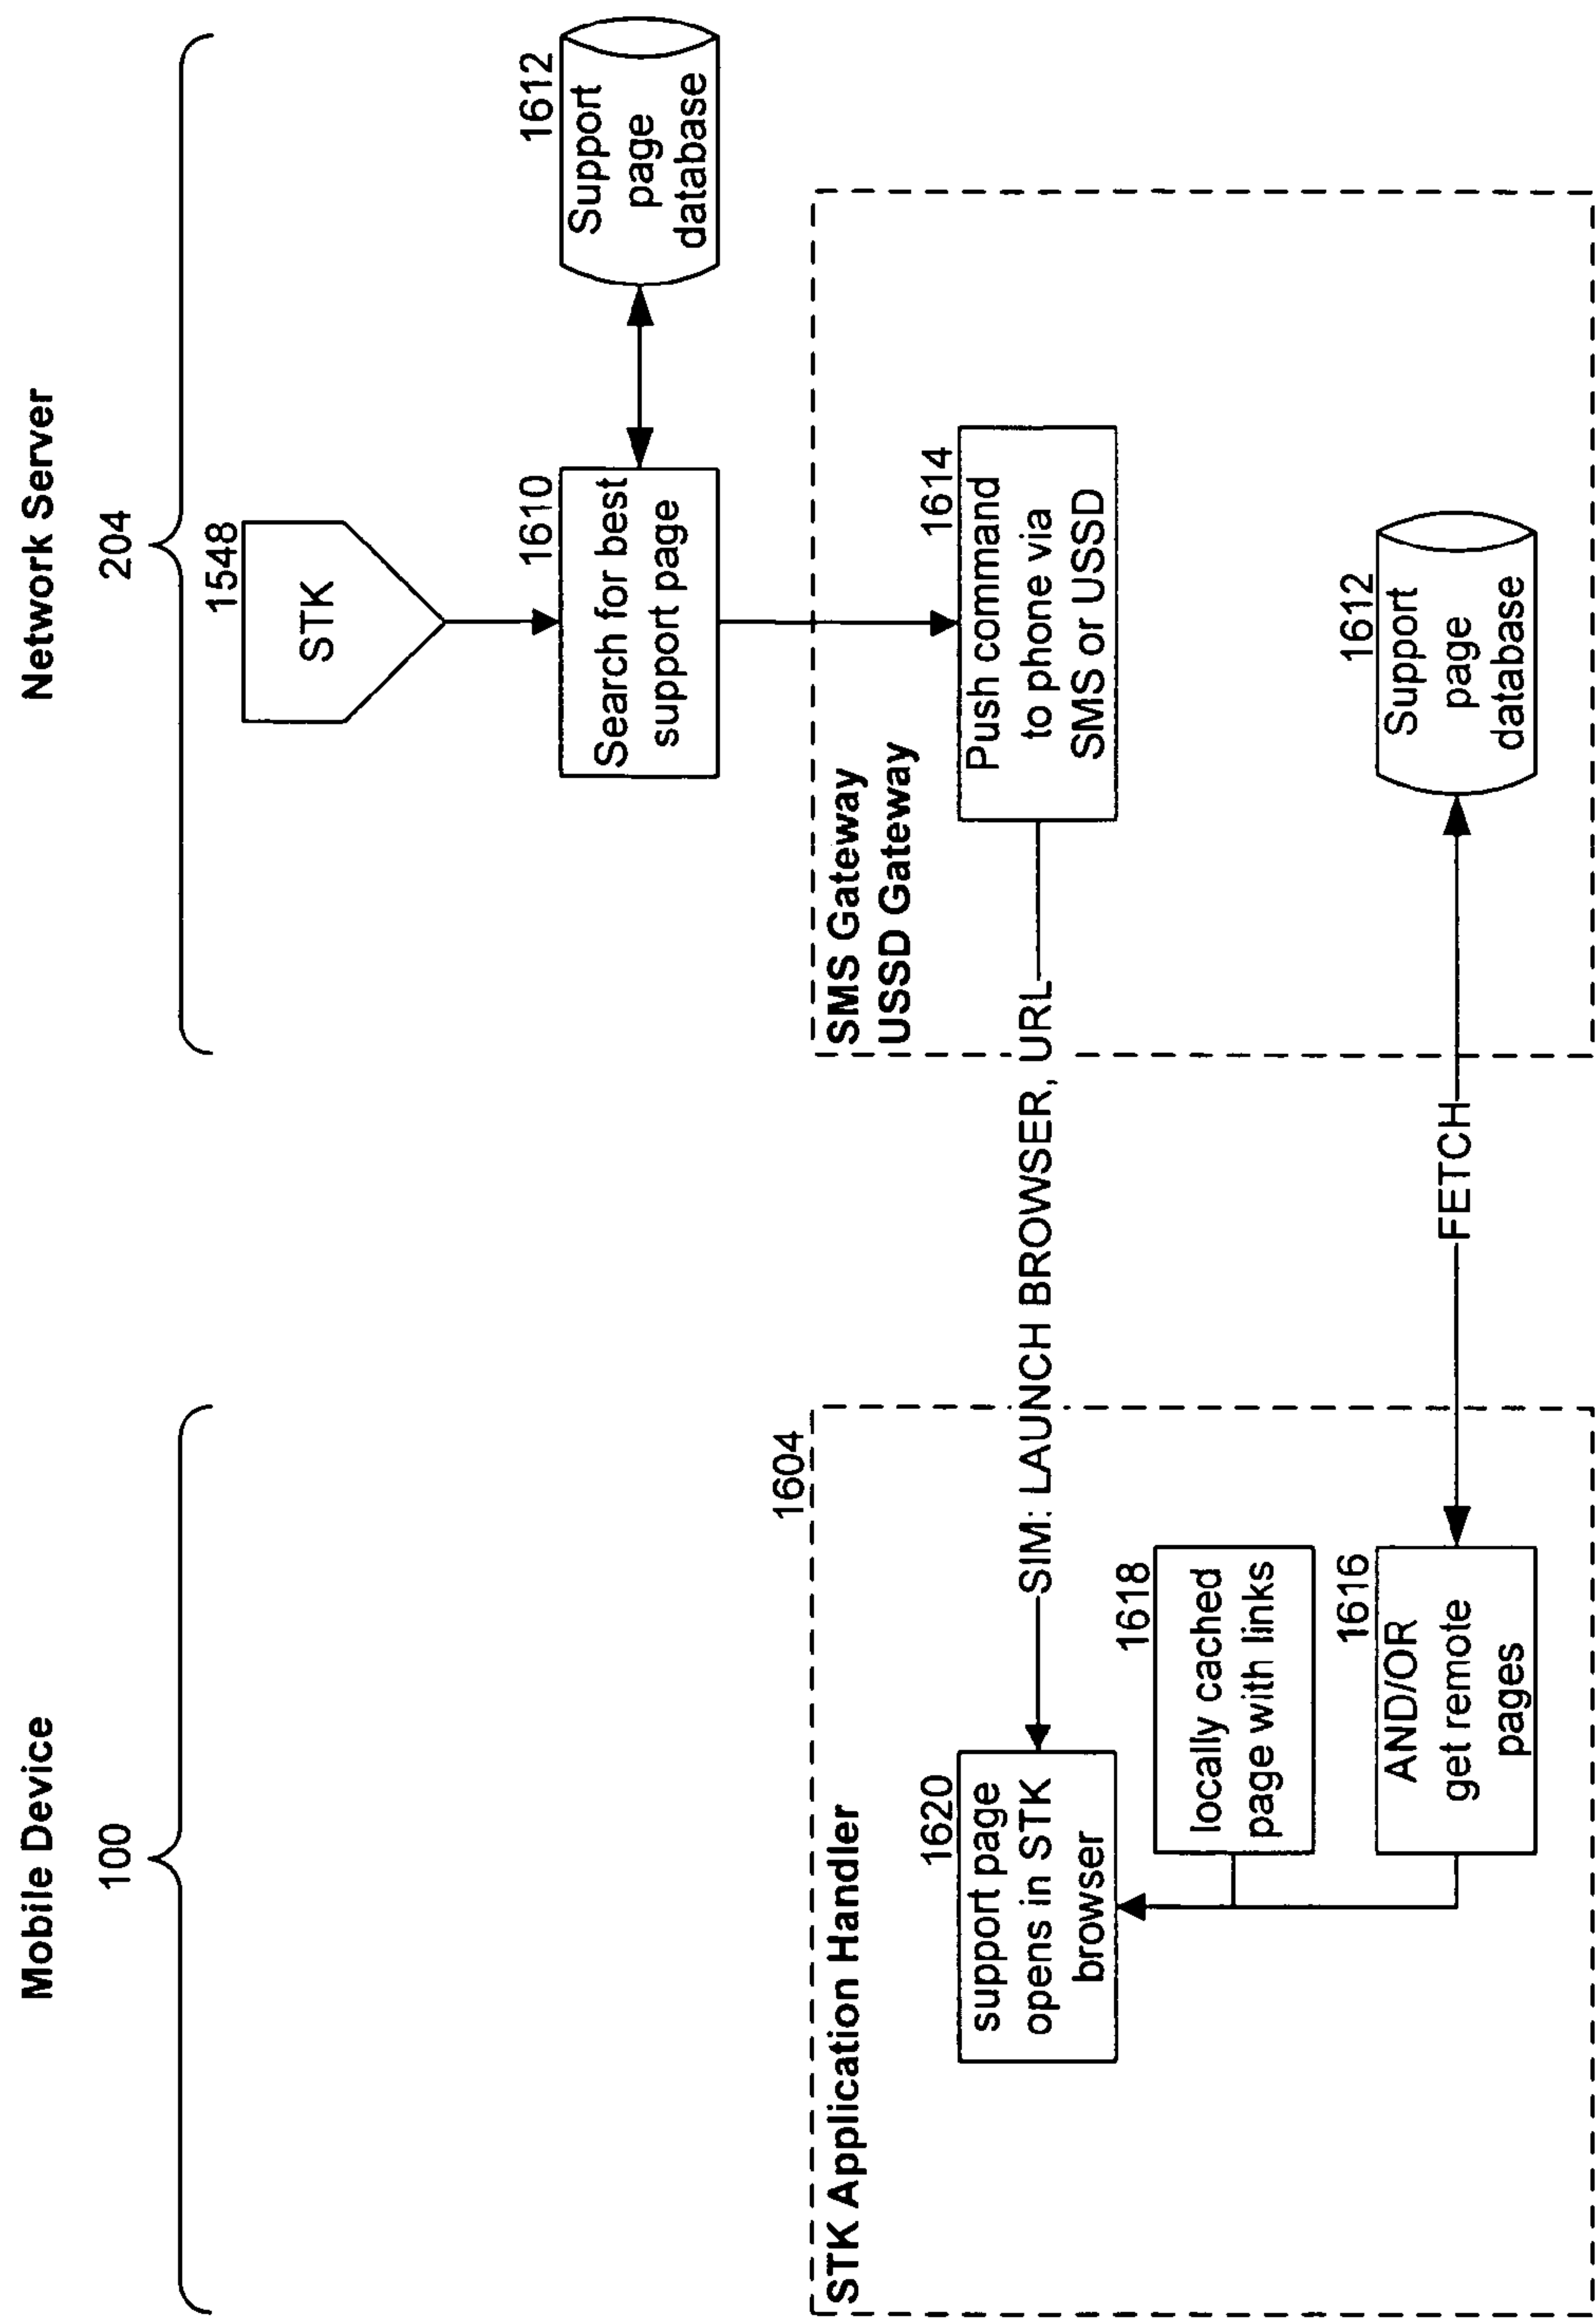 Mobile Device
100
Network Server
204
1548
STK
1610
Search for best
support page
1612
Support
page
database
1604
STK Application Handler
SMS Gateway
USSD Gateway
1620
support page
opens in STK
browser
SIM: LAUNCH BROWSER, URL
1614
Push command
to phone via
SMS or USSD
1618
locally cached
page with links
1616
AND/OR
get remote
pages
FETCH
1612
Support
page
database